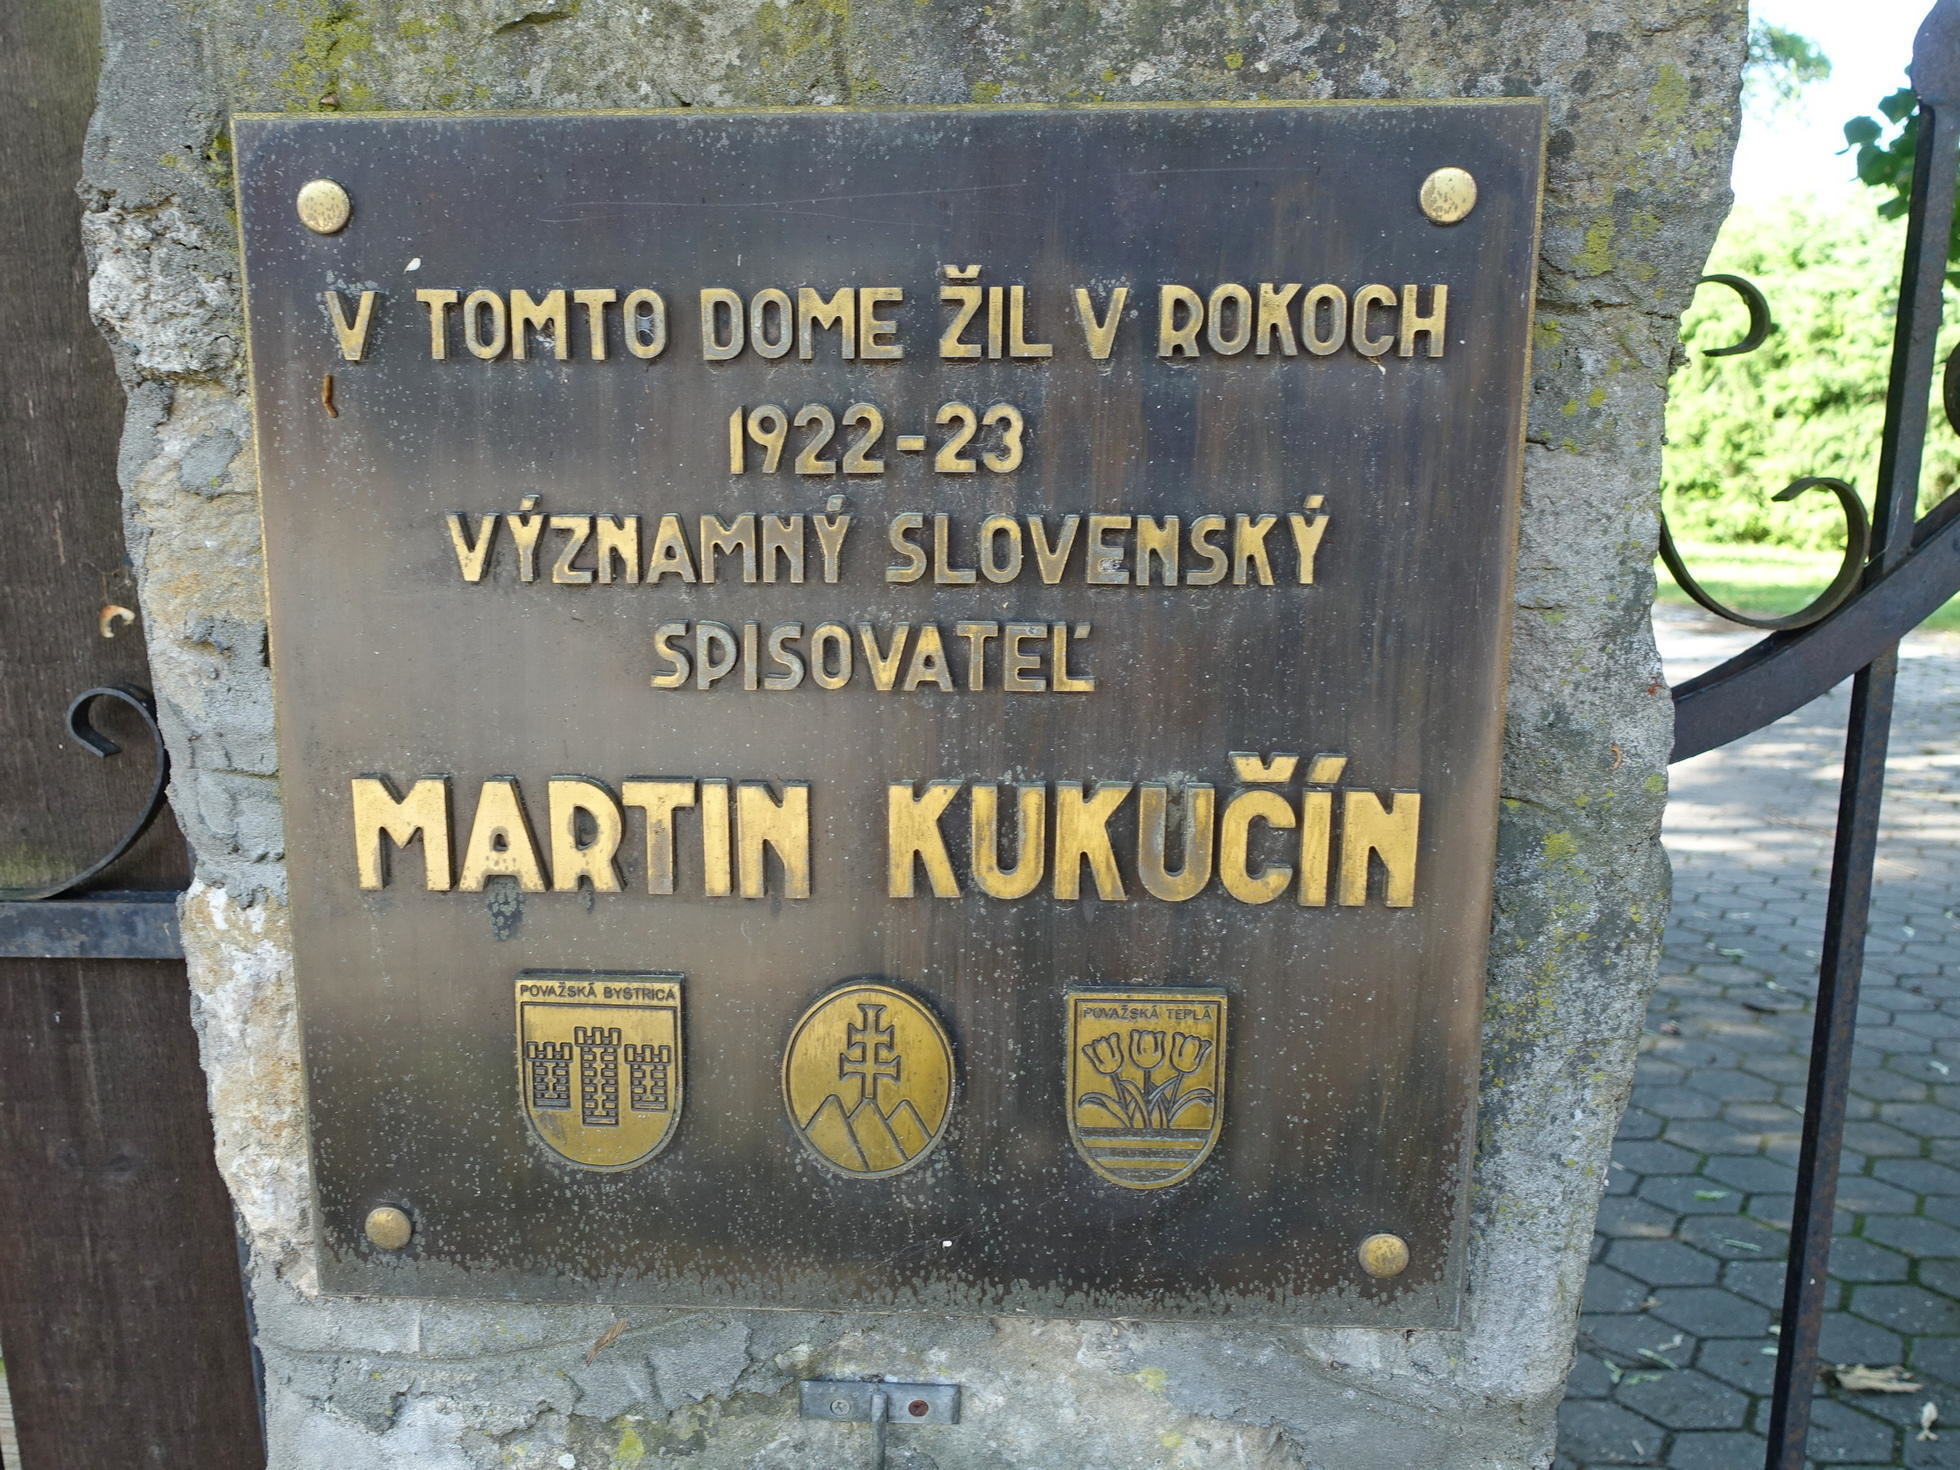 V TOMTO DOME ŽIL V ROKOCH
1922-23
VÝZNAMNÝ SLOVENSKÝ
SPISOVATEĽ
MARTIN KUKUČÍN
POVAŽSKÁ BYSTRICA
POVAŽSKÁ TEPLÁ